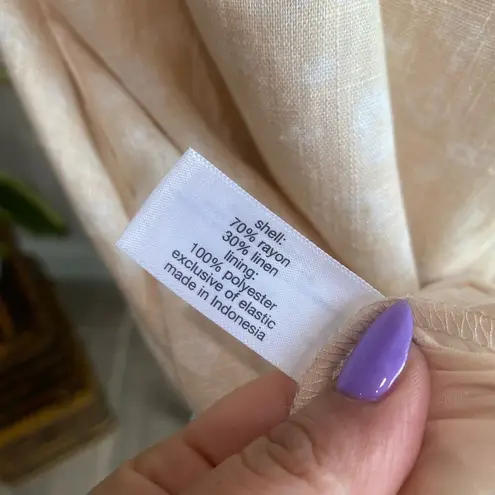 shell:
70% rayon
30% linen
lining:
100% polyester
exclusive of elastic
made in Indonesia